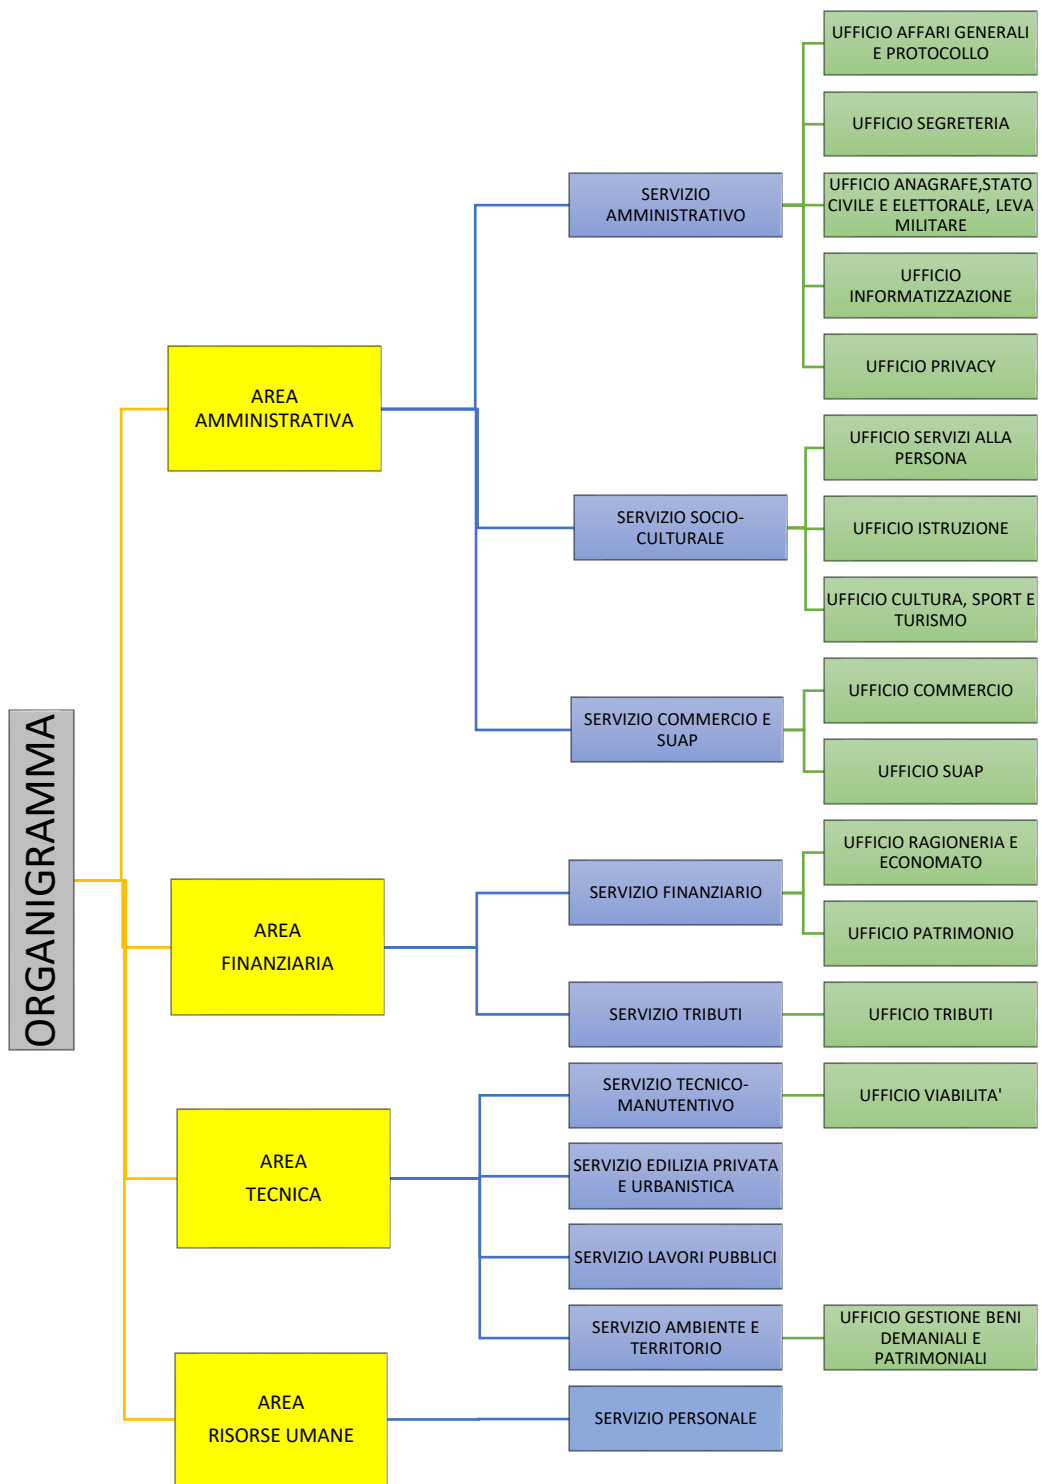 ORGANIGRAMMA
AREA
AMMINISTRATIVA
SERVIZIO
AMMINISTRATIVO
UFFICIO AFFARI GENERALI
E PROTOCOLLO
UFFICIO SEGRETERIA
UFFICIO ANAGRAFE,STATO
CIVILE E ELETTORALE, LEVA
MILITARE
UFFICIO
INFORMATIZZAZIONE
UFFICIO PRIVACY
SERVIZIO SOCIO-
CULTURALE
UFFICIO SERVIZI ALLA
PERSONA
UFFICIO ISTRUZIONE
UFFICIO CULTURA, SPORT E
TURISMO
SERVIZIO COMMERCIO E
SUAP
UFFICIO COMMERCIO
UFFICIO SUAP
AREA
FINANZIARIA
SERVIZIO FINANZIARIO
UFFICIO RAGIONERIA E
ECONOMATO
UFFICIO PATRIMONIO
SERVIZIO TRIBUTI
UFFICIO TRIBUTI
AREA
TECNICA
SERVIZIO TECNICO-
MANUTENTIVO
UFFICIO VIABILITA'
SERVIZIO EDILIZIA PRIVATA
E URBANISTICA
SERVIZIO LAVORI PUBBLICI
SERVIZIO AMBIENTE E
TERRITORIO
UFFICIO GESTIONE BENI
DEMANIALI E
PATRIMONIALI
AREA
RISORSE UMANE
SERVIZIO PERSONALE